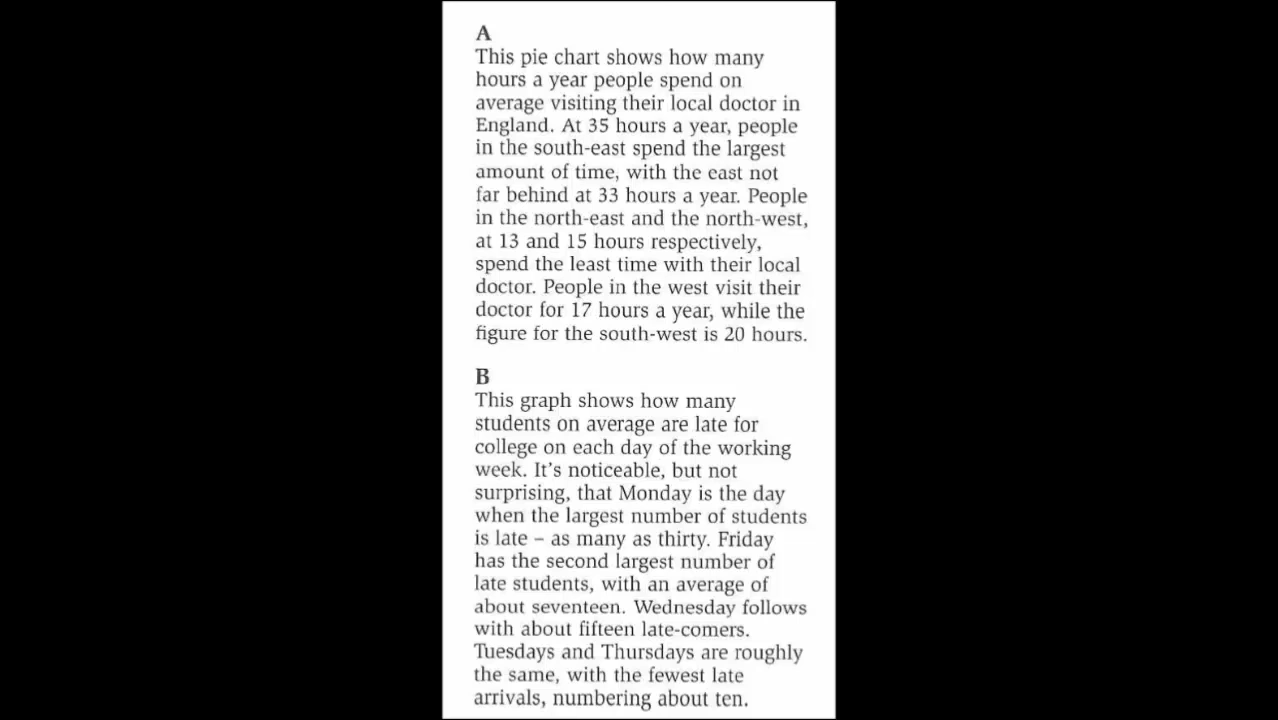 A
This pie chart shows how many
hours a year people spend on
average visiting their local doctor in
England. At 35 hours a year, people
in the south-east spend the largest
amount of time, with the east not
far behind at 33 hours a year. People
in the north-east and the north-west,
at 13 and 15 hours respectively,
spend the least time with their local
doctor. People in the west visit their
doctor for 17 hours a year, while the
figure for the south-west is 20 hours.
B
This graph shows how many
students on average are late for
college on each day of the working
week. It's noticeable, but not
surprising, that Monday is the day
when the largest number of students
is late – as many as thirty. Friday
has the second largest number of
late students, with an average of
about seventeen. Wednesday follows
with about fifteen late-comers.
Tuesdays and Thursdays are roughly
the same, with the fewest late
arrivals, numbering about ten.